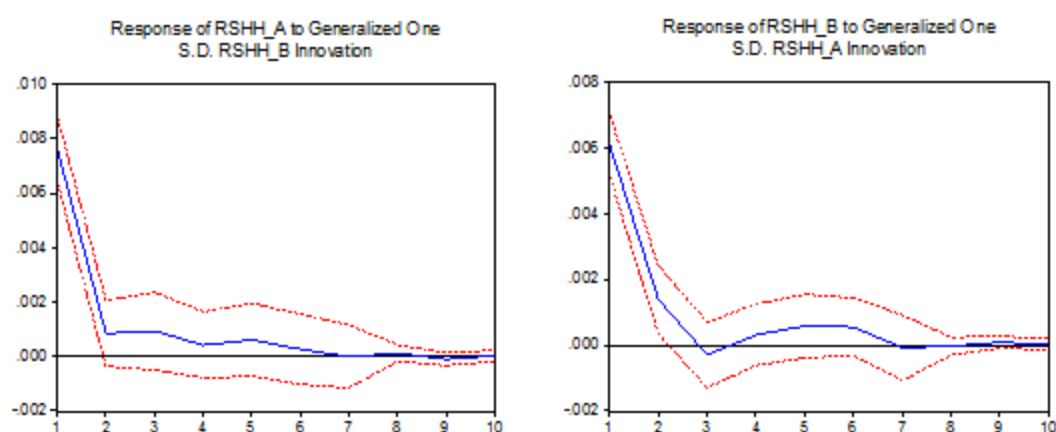 Response of RSHH_A to Generalized One
S.D. RSHH_B Innovation
.010
.008
.006
.004
.002
.000
-.002
1 2 3 4 5 6 7 8 9 10
Response of RSHH_B to Generalized One
S.D. RSHH_A Innovation
.008
.006
.004
.002
.000
-.002
1 2 3 4 5 6 7 8 9 10